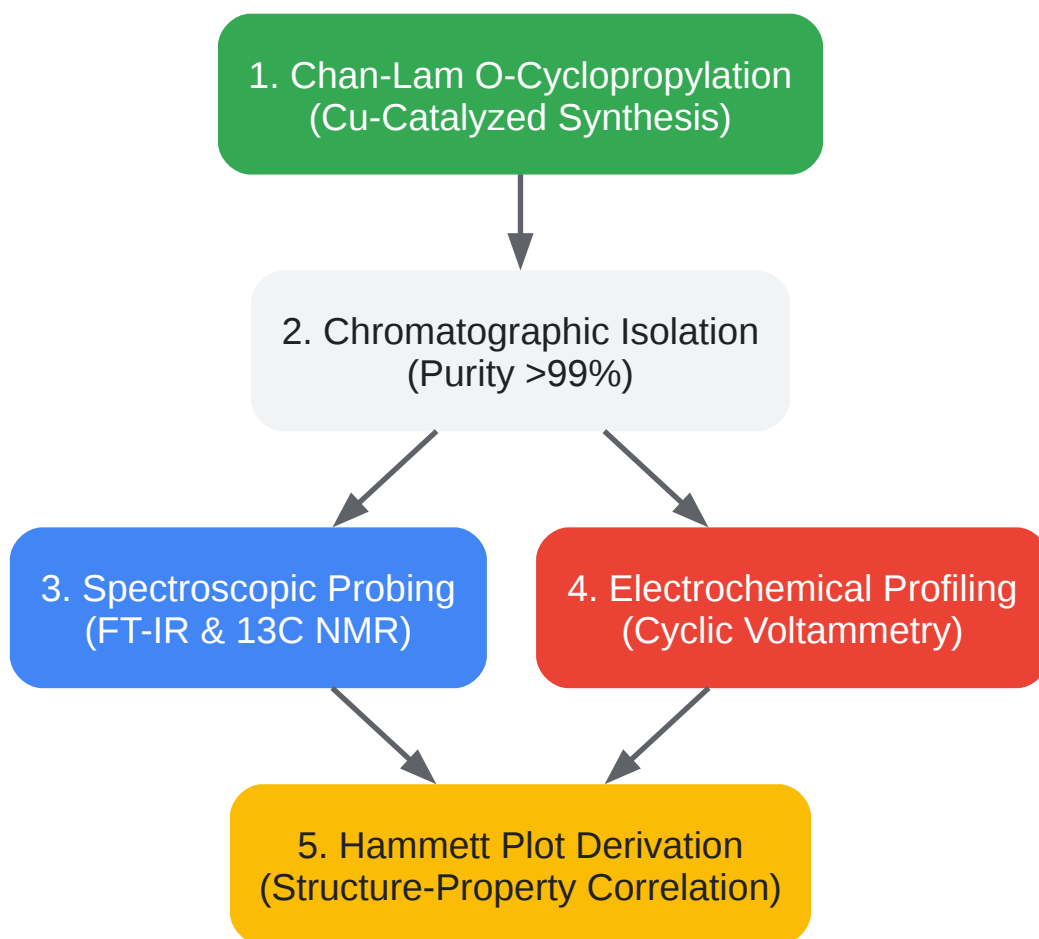 1. Chan-Lam O-Cyclopropylation
(Cu-Catalyzed Synthesis)
2. Chromatographic Isolation
(Purity >99%)
3. Spectroscopic Probing
(FT-IR & 13C NMR)
4. Electrochemical Profiling
(Cyclic Voltammetry)
5. Hammett Plot Derivation
(Structure-Property Correlation)